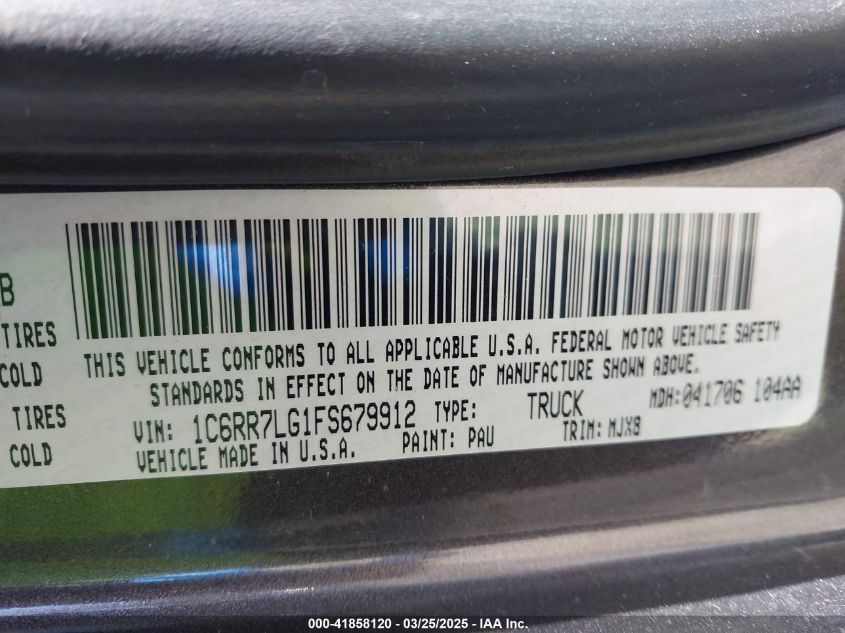 B
TIRES
COLD
TIRES
COLD
THIS VEHICLE CONFORMS TO ALL APPLICABLE U.S.A. FEDERAL MOTOR VEHICLE SAFETY
STANDARDS IN EFFECT ON THE DATE OF MANUFACTURE SHOWN ABOVE.
VIN: 1C6RR7LG1FS679912 TYPE: TRUCK MDH:041706 104AA
VEHICLE MADE IN U.S.A. PAINT: PAU TRIM: MJX8
000-41858120 / 03/25/2025 - IAA Inc.